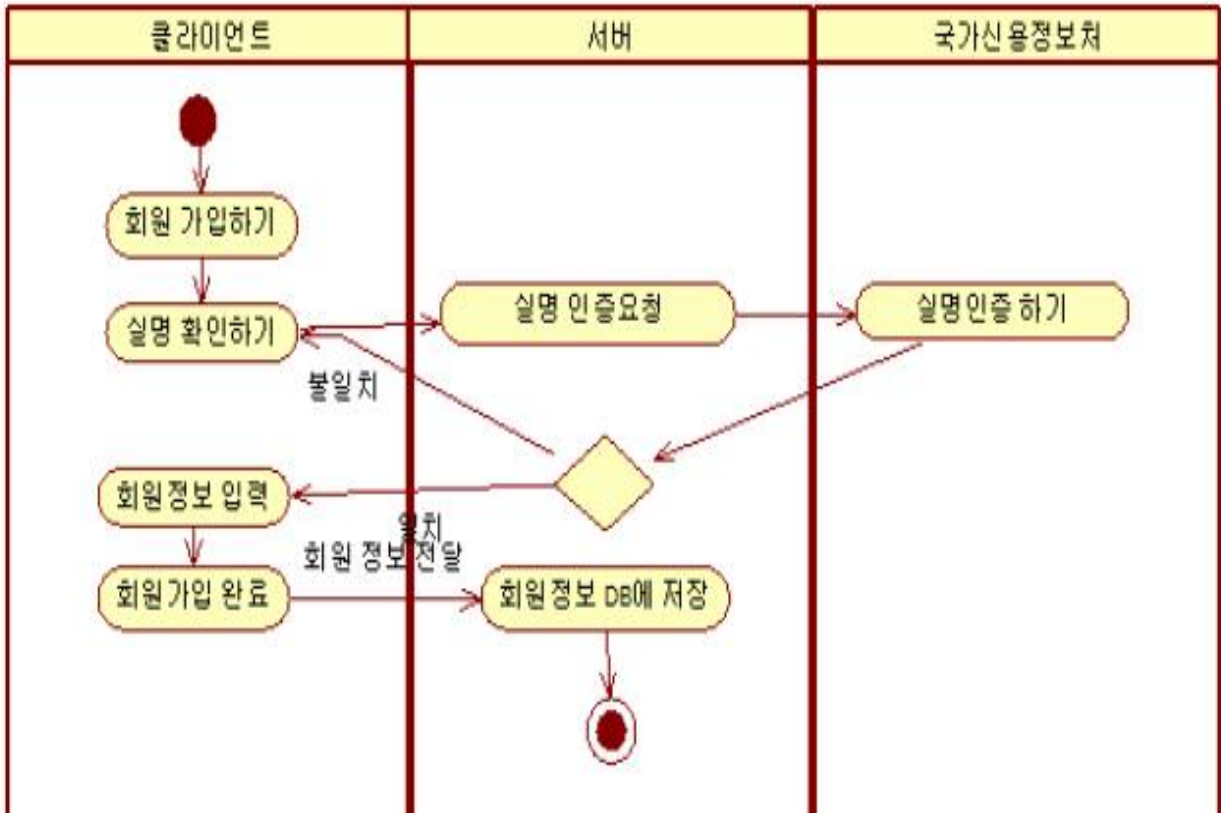 클라이언트
서버
국가신용정보처
회원 가입하기
실명 확인하기
실명 인증요청
실명인증 하기
불일치
회원정보 입력
일치
회원 정보 전달
회원가입 완료
회원정보 DB에 저장